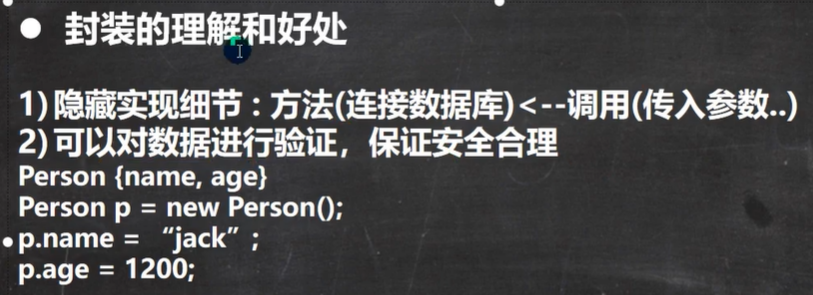 ● 封装的理解和好处
1) 隐藏实现细节：方法(连接数据库)<--调用(传入参数..)
2) 可以对数据进行验证，保证安全合理
Person {name, age}
Person p = new Person();
p.name = “jack”;
p.age = 1200;